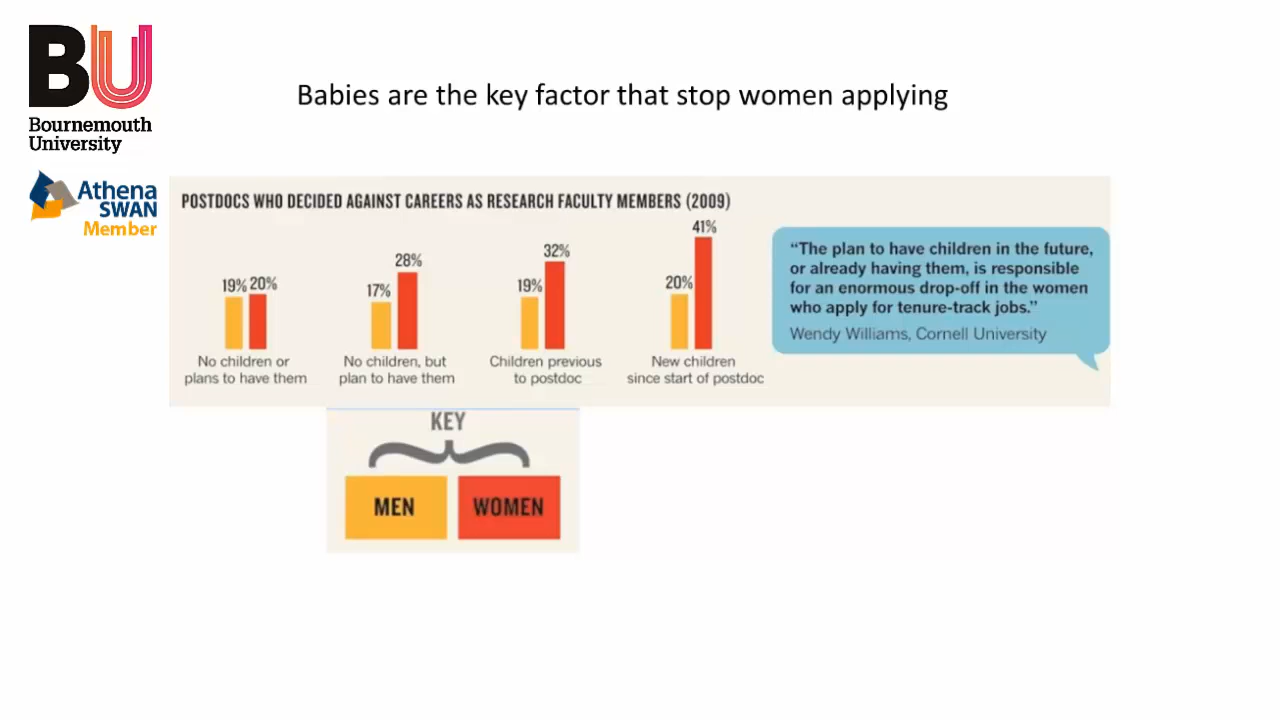 BU
Bournemouth
University
Athena
SWAN
Member
Babies are the key factor that stop women applying
POSTDOCS WHO DECIDED AGAINST CAREERS AS RESEARCH FACULTY MEMBERS (2009)
19% 20%
No children or
plans to have them
17% 28%
No children, but
plan to have them
19% 32%
Children previous
to postdoc
20% 41%
New children
since start of postdoc
“The plan to have children in the future,
or already having them, is responsible
for an enormous drop-off in the women
who apply for tenure-track jobs.”
Wendy Williams, Cornell University
KEY
MEN WOMEN